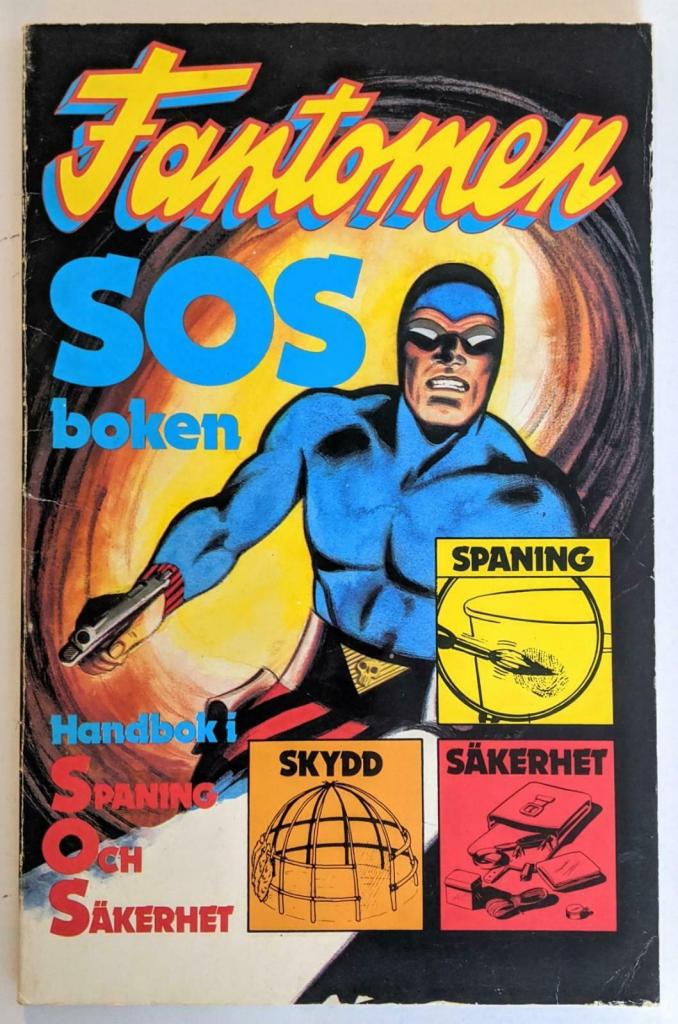 Fantomen
SOS
boken
SPANING
Handbok i
SPANING
OCH
SÄKERHET
SKYDD
SÄKERHET